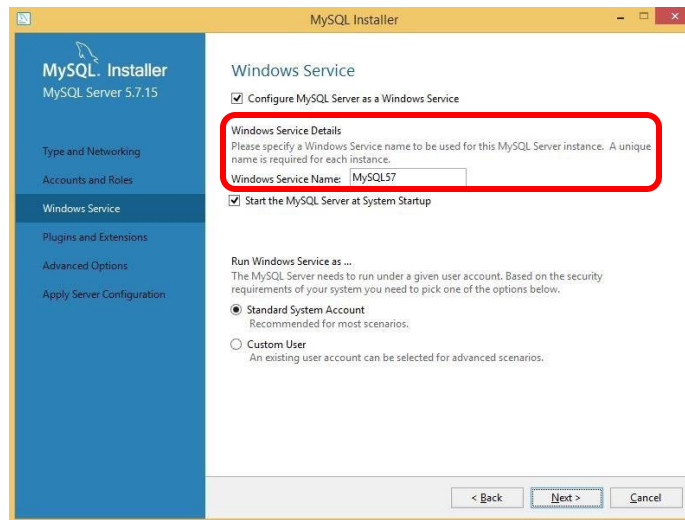 MySQL Installer
MySQL. Installer
MySQL Server 5.7.15
Type and Networking
Accounts and Roles
Windows Service
Plugins and Extensions
Advanced Options
Apply Server Configuration
Windows Service
Configure MySQL Server as a Windows Service
Windows Service Details
Please specify a Windows Service name to be used for this MySQL Server instance. A unique
name is required for each instance.
Windows Service Name: MySQL57
Start the MySQL Server at System Startup
Run Windows Service as ...
The MySQL Server needs to run under a given user account. Based on the security
requirements of your system you need to pick one of the options below.
Standard System Account
Recommended for most scenarios.
Custom User
An existing user account can be selected for advanced scenarios.
< Back
Next >
Cancel